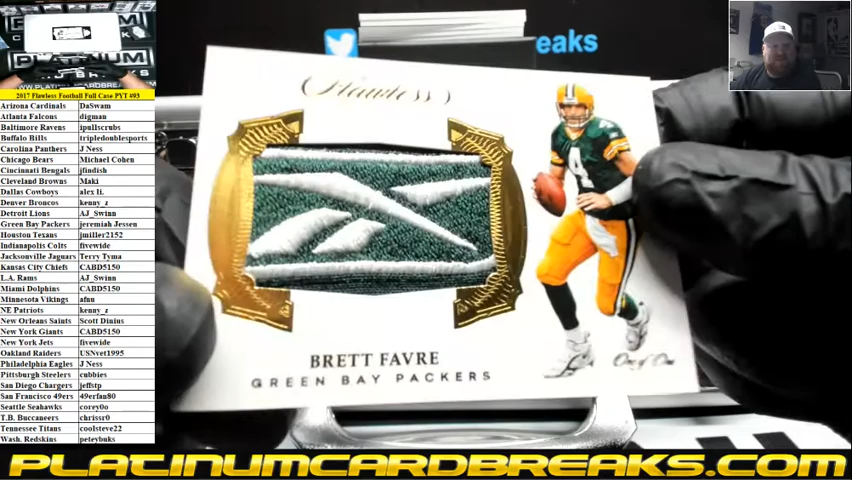 PLATINUM
WWW.PLATINUM
2017 Flawless Football Full Case PYT #93
Arizona Cardinals DaSwam
Atlanta Falcons digman
Baltimore Ravens ipullscrubs
Buffalo Bills tripledoublesports
Carolina Panthers J Ness
Chicago Bears Michael Cohen
Cincinnati Bengals jfindish
Cleveland Browns Maki
Dallas Cowboys alex li.
Denver Broncos kenny_z
Detroit Lions AJ_Swinn
Green Bay Packers jeremiah Jessen
Houston Texans jmiller2152
Indianapolis Colts fivewide
Jacksonville Jaguars Terry Tyma
Kansas City Chiefs CABD5150
L.A. Rams AJ_Swinn
Miami Dolphins CABD5150
Minnesota Vikings afnu
NE Patriots kenny_z
New Orleans Saints Scott Dinius
New York Giants CABD5150
New York Jets fivewide
Oakland Raiders USNvet1995
Philadelphia Eagles J Ness
Pittsburgh Steelers cubbies
San Diego Chargers jeffstp
San Francisco 49ers 49erfan80
Seattle Seahawks corey0o
T.B. Buccaneers chrissr0
Tennessee Titans coolsteve22
Wash. Redskins peteybuks
eaks
Flawless
4
BRETT FAVRE
GREEN BAY PACKERS
One of One
PLATINUMCARDBREAKS.COM